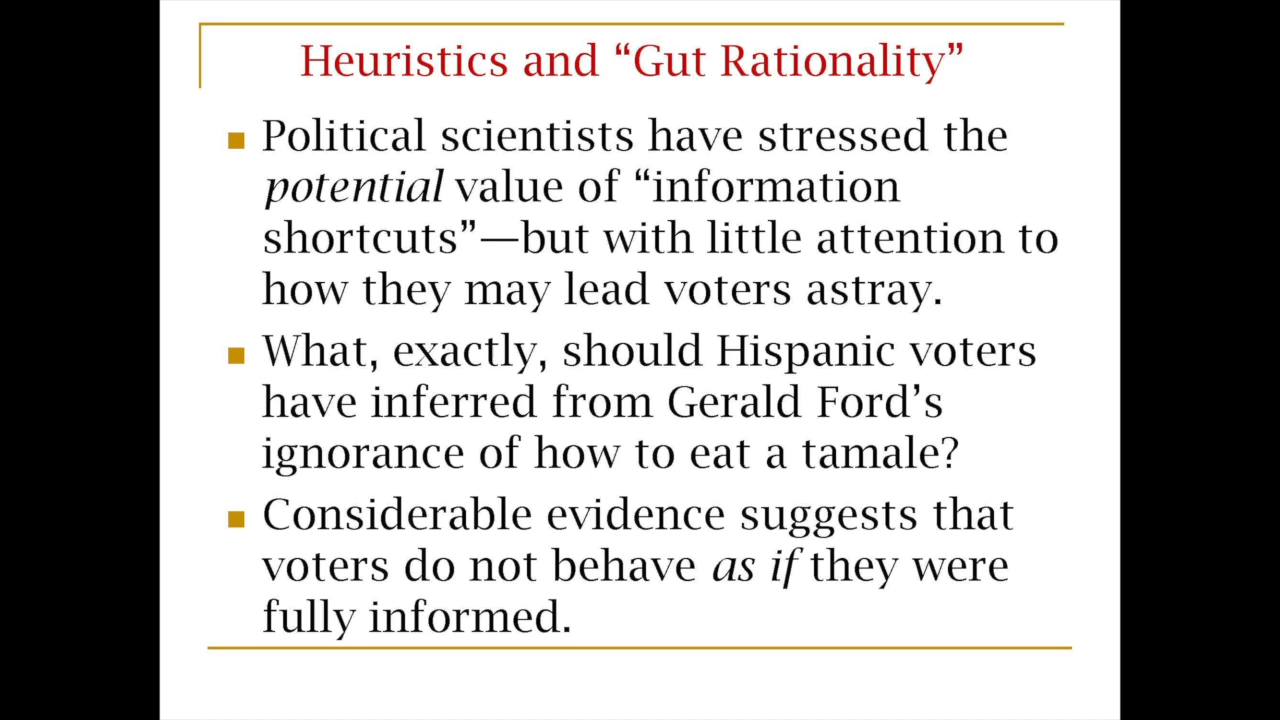 Heuristics and “Gut Rationality”
Political scientists have stressed the
potential value of “information
shortcuts”—but with little attention to
how they may lead voters astray.
What, exactly, should Hispanic voters
have inferred from Gerald Ford’s
ignorance of how to eat a tamale?
Considerable evidence suggests that
voters do not behave as if they were
fully informed.